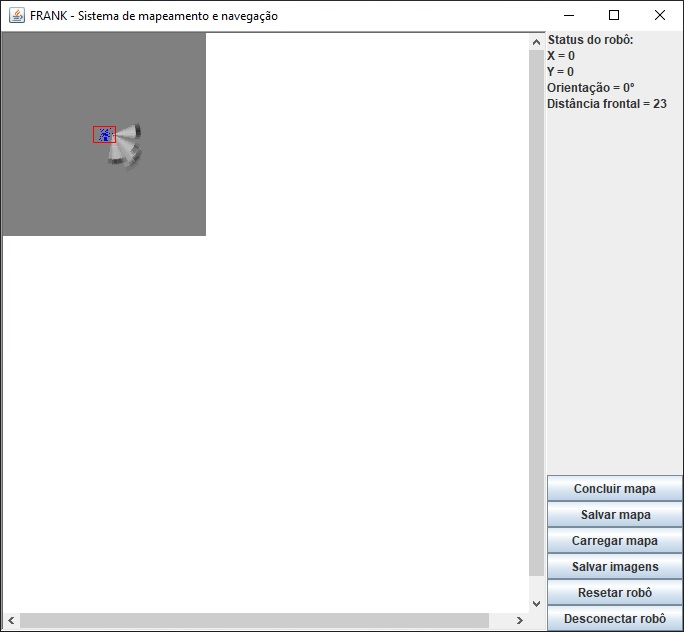 FRANK - Sistema de mapeamento e navegação
Status do robô:
X = 0
Y = 0
Orientação = 0°
Distância frontal = 23
Concluir mapa
Salvar mapa
Carregar mapa
Salvar imagens
Resetar robô
Desconectar robô